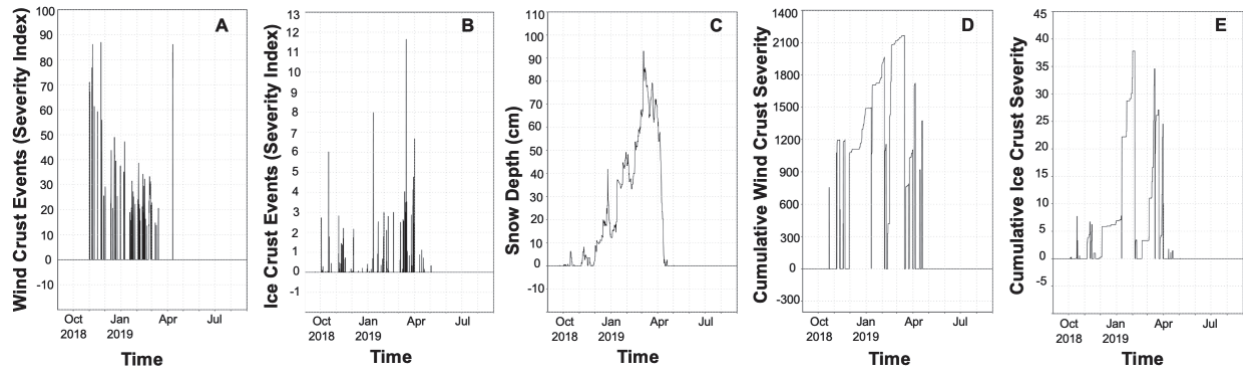 A
Wind Crust Events (Severity Index)
100
90
80
70
60
50
40
30
20
10
0
-10
Oct
2018
Jan
2019
Apr
Jul
Time
B
Ice Crust Events (Severity Index)
13
12
11
10
9
8
7
6
5
4
3
2
1
0
-1
Oct
2018
Jan
2019
Apr
Jul
Time
C
Snow Depth (cm)
100
90
80
70
60
50
40
30
20
10
0
-10
Oct
2018
Jan
2019
Apr
Jul
Time
D
Cumulative Wind Crust Severity
2100
1800
1500
1200
900
600
300
0
-300
Oct
2018
Jan
2019
Apr
Jul
Time
E
Cumulative Ice Crust Severity
45
40
35
30
25
20
15
10
5
0
-5
Oct
2018
Jan
2019
Apr
Jul
Time